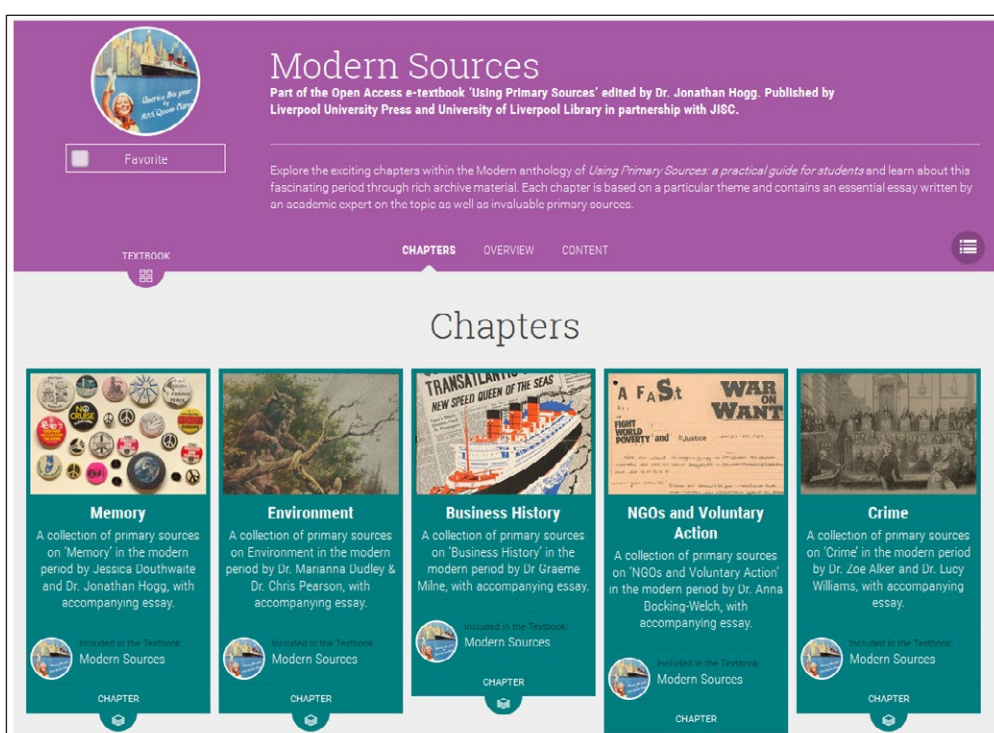 America this year
by
R.M.S. "Queen Mary"
Favorite
Modern Sources
Part of the Open Access e-textbook 'Using Primary Sources' edited by Dr. Jonathan Hogg. Published by
Liverpool University Press and University of Liverpool Library in partnership with JISC.
Explore the exciting chapters within the Modern anthology of Using Primary Sources: a practical guide for students and learn about this
fascinating period through rich archive material. Each chapter is based on a particular theme and contains an essential essay written by
an academic expert on the topic as well as invaluable primary sources.
TEXTBOOK
CHAPTERS
OVERVIEW
CONTENT
Chapters
NO
CRUISE
Memory
A collection of primary sources
on 'Memory' in the modern
period by Jessica Douthwaite
and Dr. Jonathan Hogg, with
accompanying essay.
Included in the Textbook:
Modern Sources
CHAPTER
Environment
A collection of primary sources
on Environment in the modern
period by Dr. Marianna Dudley &
Dr. Chris Pearson, with
accompanying essay.
Included in the Textbook:
Modern Sources
CHAPTER
TRANSATLANTIC
NEW SPEED QUEEN OF THE SEAS
Business History
A collection of primary sources
on 'Business History' in the
modern period by Dr Graeme
Milne, with accompanying essay.
Included in the Textbook:
Modern Sources
CHAPTER
A FASt
WAR
ON
WANT
FIGHT
WORLD
POVERTY' and
NGOs and Voluntary
Action
A collection of primary sources
on 'NGOs and Voluntary Action'
in the modern period by Dr. Anna
Bocking-Welch, with
accompanying essay.
Included in the Textbook:
Modern Sources
CHAPTER
Crime
A collection of primary sources
on 'Crime' in the modern period
by Dr. Zoe Alker and Dr. Lucy
Williams, with accompanying
essay.
Included in the Textbook:
Modern Sources
CHAPTER